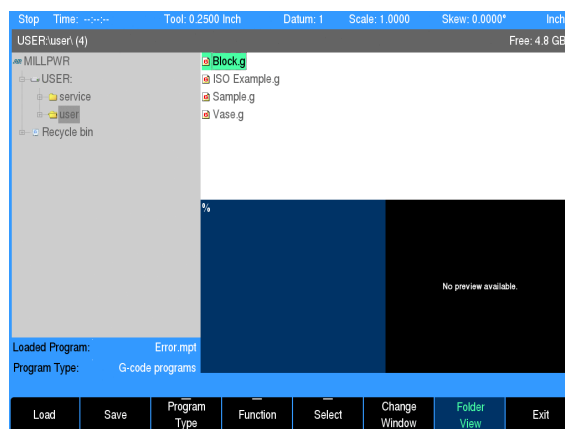 Stop Time: --:--:-- Tool: 0.2500 Inch Datum: 1 Scale: 1.0000 Skew: 0.0000° Inch
USER:\user\ (4) Free: 4.8 GB
MILLPWR
USER:
service
user
Recycle bin
Block.g
ISO Example.g
Sample.g
Vase.g
%
No preview available.
Loaded Program: Error.mpt
Program Type: G-code programs
Load Save Program Type Function Select Change Window Folder View Exit